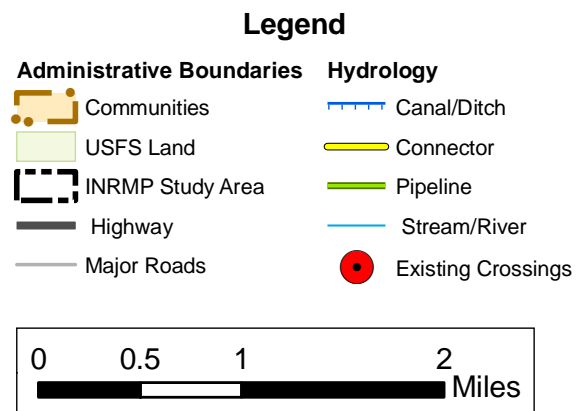 Legend
Administrative Boundaries
Communities
USFS Land
INRMP Study Area
Highway
Major Roads
Hydrology
Canal/Ditch
Connector
Pipeline
Stream/River
Existing Crossings
0 0.5 1 2
Miles